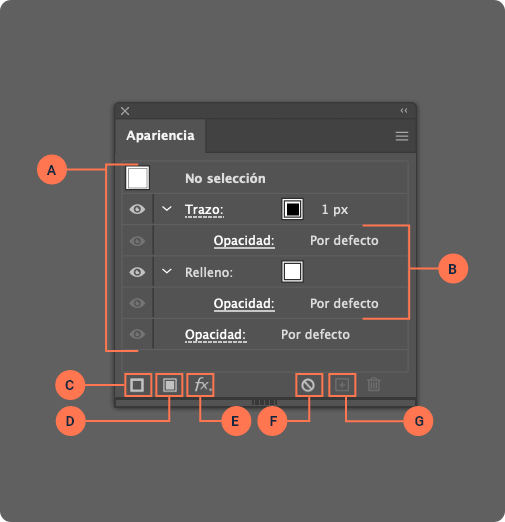 Apariencia
A
No selección
Trazo: 1 px
Opacidad: Por defecto
B
Relleno:
Opacidad: Por defecto
Opacidad: Por defecto
C
fx.
D
E
F
G